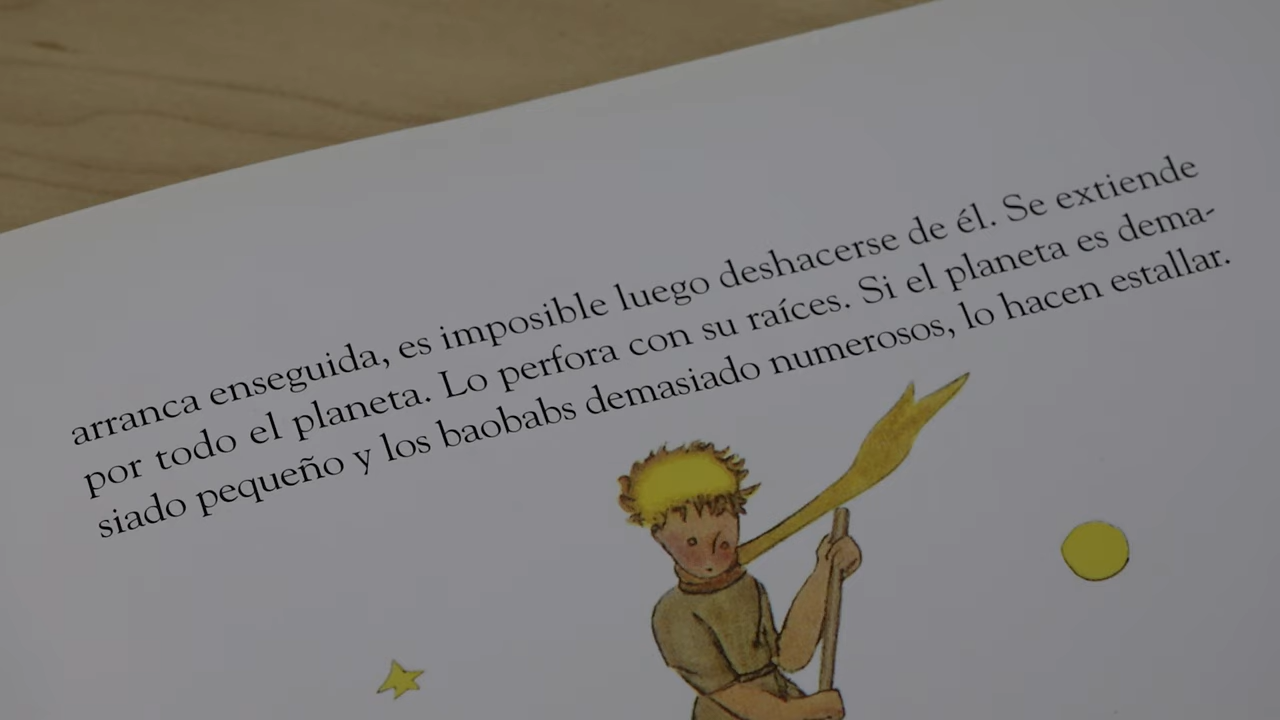 arranca enseguida, es imposible luego deshacerse de él. Se extiende
por todo el planeta. Lo perfora con su raíces. Si el planeta es dema-
siado pequeño y los baobabs demasiado numerosos, lo hacen estallar.